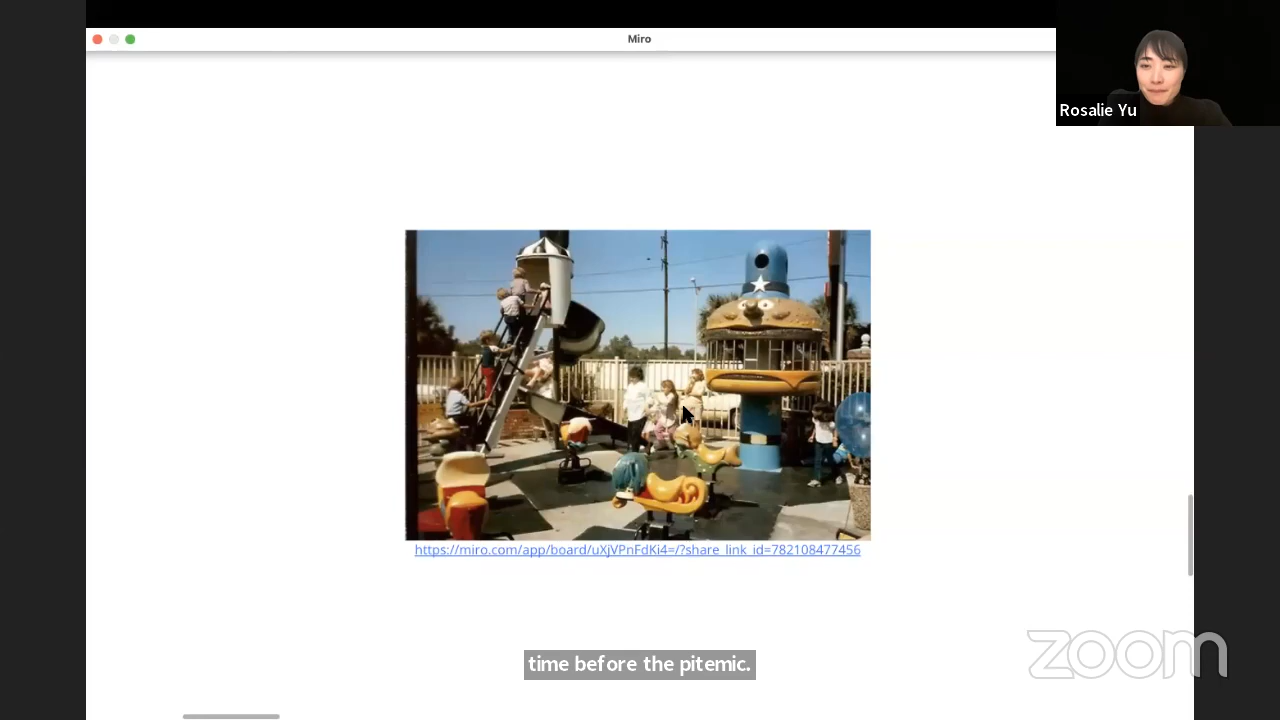 Miro
Rosalie Yu
https://miro.com/app/board/uXjVPnFdKi4=/?share_link_id=782108477456
time before the pitemic.
zoom